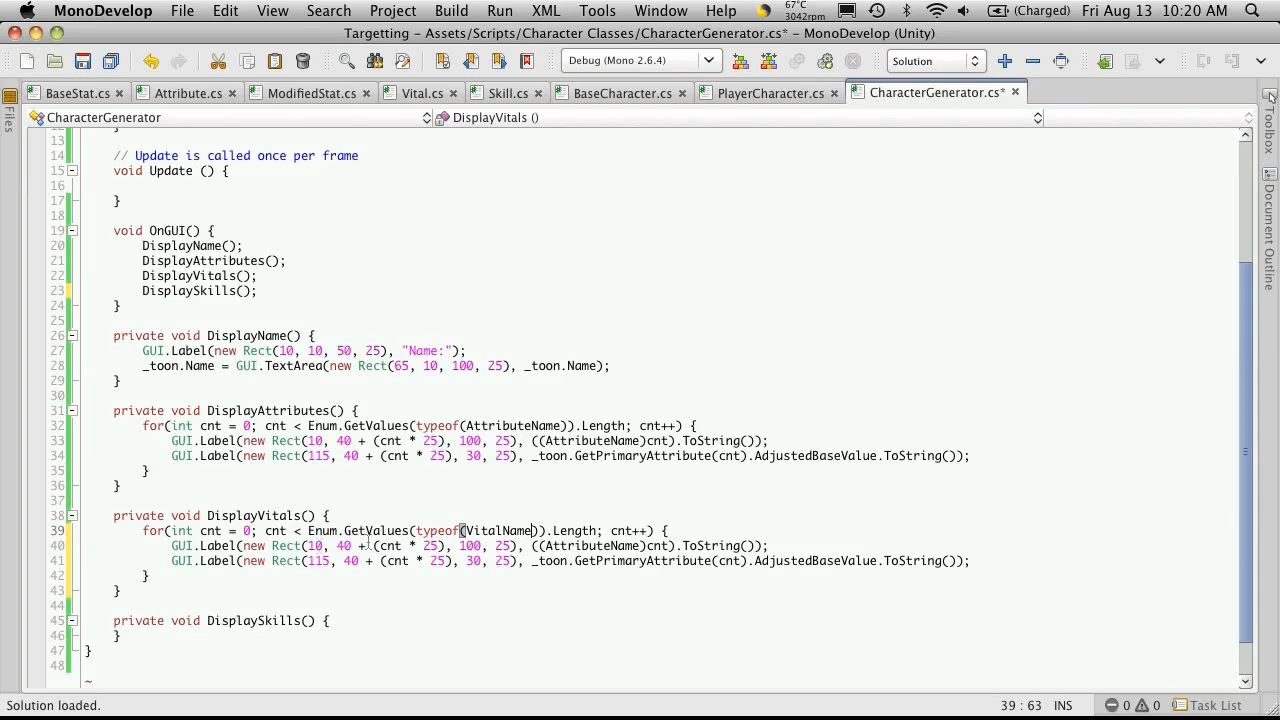 MonoDevelop File Edit View Search Project Build Run XML Tools Window Help 67°C 3042rpm (Charged) Fri Aug 13 10:20 AM
Targetting - Assets/Scripts/Character Classes/CharacterGenerator.cs* - MonoDevelop (Unity)
Debug (Mono 2.6.4) Solution
BaseStat.cs Attribute.cs ModifiedStat.cs Vital.cs Skill.cs BaseCharacter.cs PlayerCharacter.cs CharacterGenerator.cs*
CharacterGenerator DisplayVitals ()
Files
Toolbox
Document Outline
12 }
13
14 // Update is called once per frame
15 void Update () {
16
17 }
18
19 void OnGUI() {
20 DisplayName();
21 DisplayAttributes();
22 DisplayVitals();
23 DisplaySkills();
24 }
25
26 private void DisplayName() {
27 GUI.Label(new Rect(10, 10, 50, 25), "Name:");
28 _toon.Name = GUI.TextArea(new Rect(65, 10, 100, 25), _toon.Name);
29 }
30
31 private void DisplayAttributes() {
32 for(int cnt = 0; cnt < Enum.GetValues(typeof(AttributeName)).Length; cnt++) {
33 GUI.Label(new Rect(10, 40 + (cnt * 25), 100, 25), ((AttributeName)cnt).ToString());
34 GUI.Label(new Rect(115, 40 + (cnt * 25), 30, 25), _toon.GetPrimaryAttribute(cnt).AdjustedBaseValue.ToString());
35 }
36 }
37
38 private void DisplayVitals() {
39 for(int cnt = 0; cnt < Enum.GetValues(typeof(VitalName)).Length; cnt++) {
40 GUI.Label(new Rect(10, 40 + (cnt * 25), 100, 25), ((AttributeName)cnt).ToString());
41 GUI.Label(new Rect(115, 40 + (cnt * 25), 30, 25), _toon.GetPrimaryAttribute(cnt).AdjustedBaseValue.ToString());
42 }
43 }
44
45 private void DisplaySkills() {
46 }
47 }
48
~
Solution loaded. 39 : 63 INS 0 0 Task List